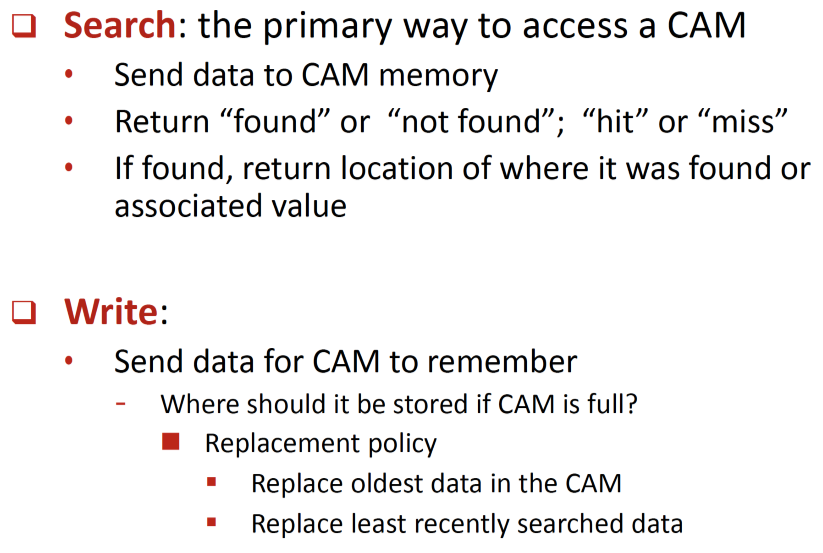 ❑ Search: the primary way to access a CAM
• Send data to CAM memory
• Return “found” or “not found”; “hit” or “miss”
• If found, return location of where it was found or
associated value
❑ Write:
• Send data for CAM to remember
– Where should it be stored if CAM is full?
■ Replacement policy
▪ Replace oldest data in the CAM
▪ Replace least recently searched data